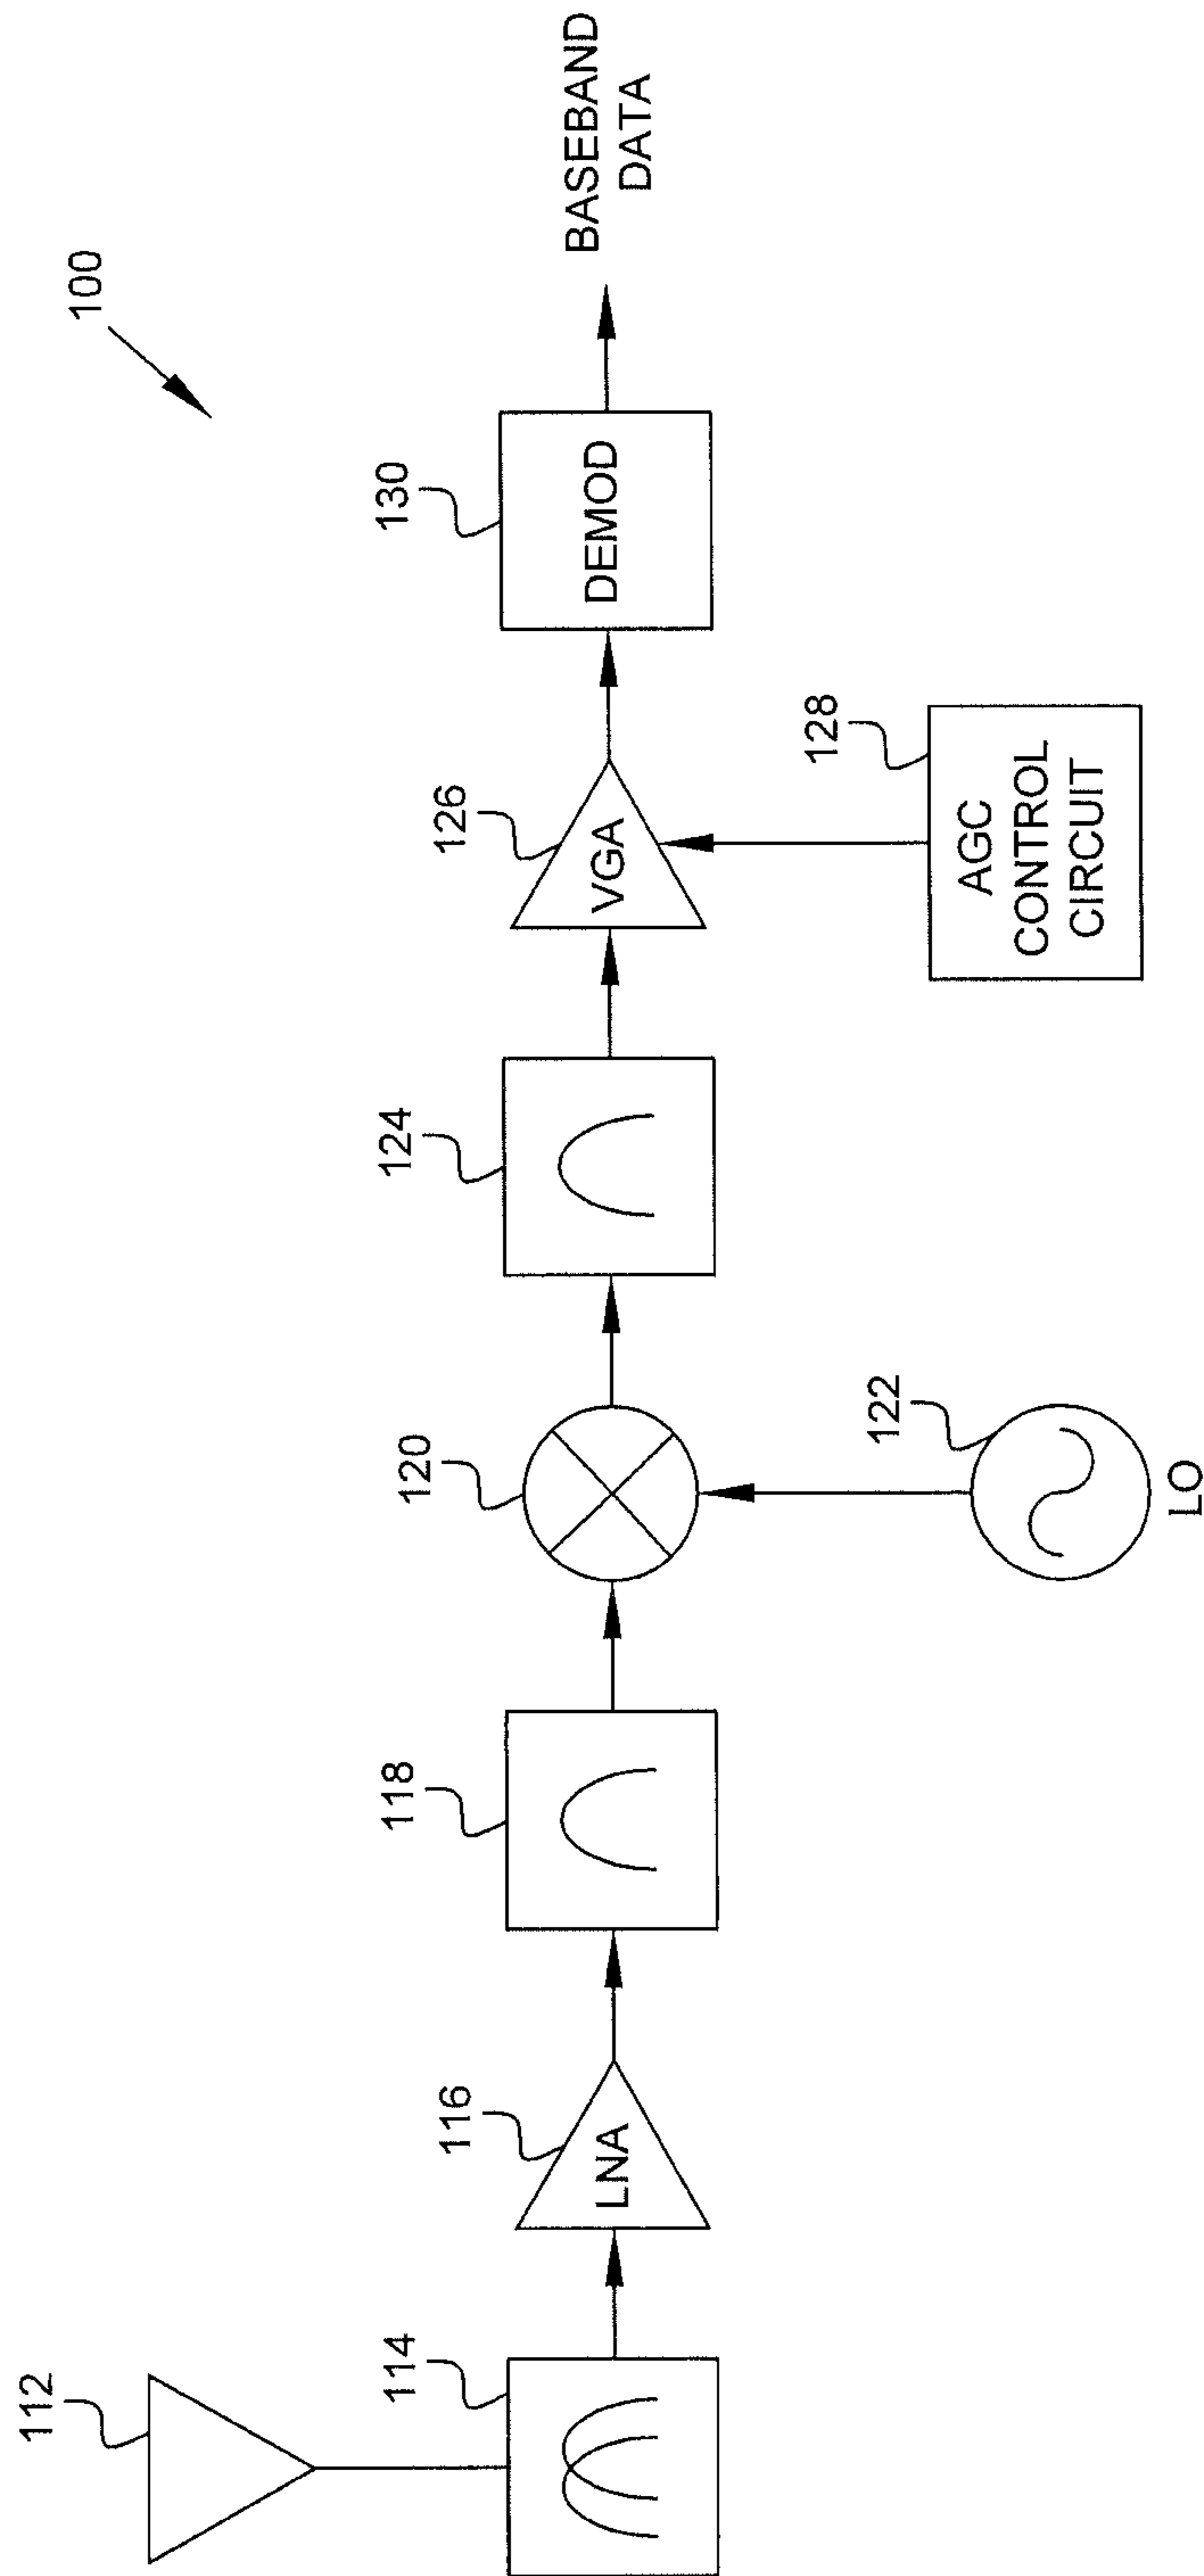 100
112
114
116
LNA
118
120
122
LO
124
126
VGA
128
AGC
CONTROL
CIRCUIT
130
DEMOD
BASEBAND
DATA